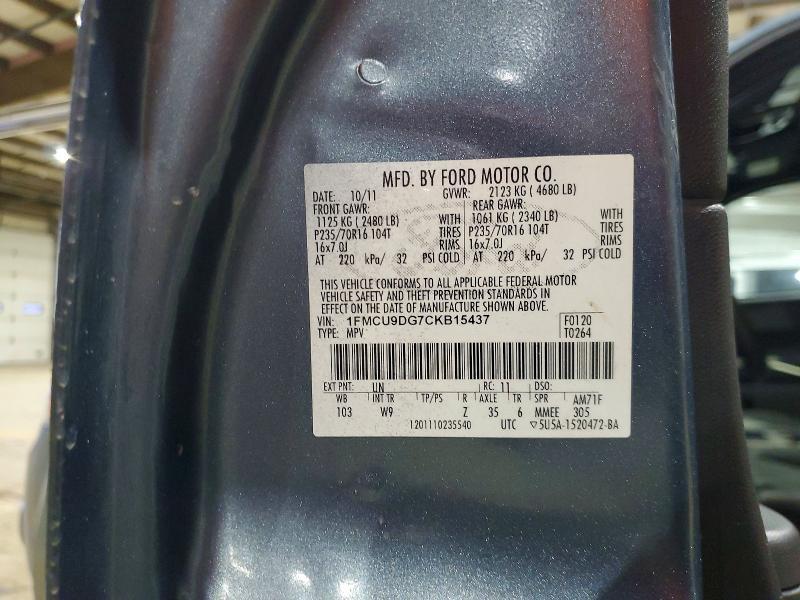 MFD. BY FORD MOTOR CO.
DATE: 10/11 GVWR: 2123 KG ( 4680 LB)
FRONT GAWR: REAR GAWR:
1125 KG ( 2480 LB) WITH 1061 KG ( 2340 LB) WITH
P235/70R16 104T TIRES P235/70R16 104T TIRES
16x7.0J RIMS 16x7.0J RIMS
AT 220 kPa/ 32 PSI COLD AT 220 kPa/ 32 PSI COLD
THIS VEHICLE CONFORMS TO ALL APPLICABLE FEDERAL MOTOR
VEHICLE SAFETY AND THEFT PREVENTION STANDARDS IN
EFFECT ON THE DATE OF MANUFACTURE SHOWN ABOVE.
VIN: 1FMCU9DG7CKB15437 F0120
TYPE: MPV T0264
EXT PNT: UN RC: 11 DSO:
WB INT TR TP/PS R AXLE TR SPR AM71F
103 W9 Z 35 6 MMEE 305
1201110235540 UTC ▽5U5A-1520472-BA